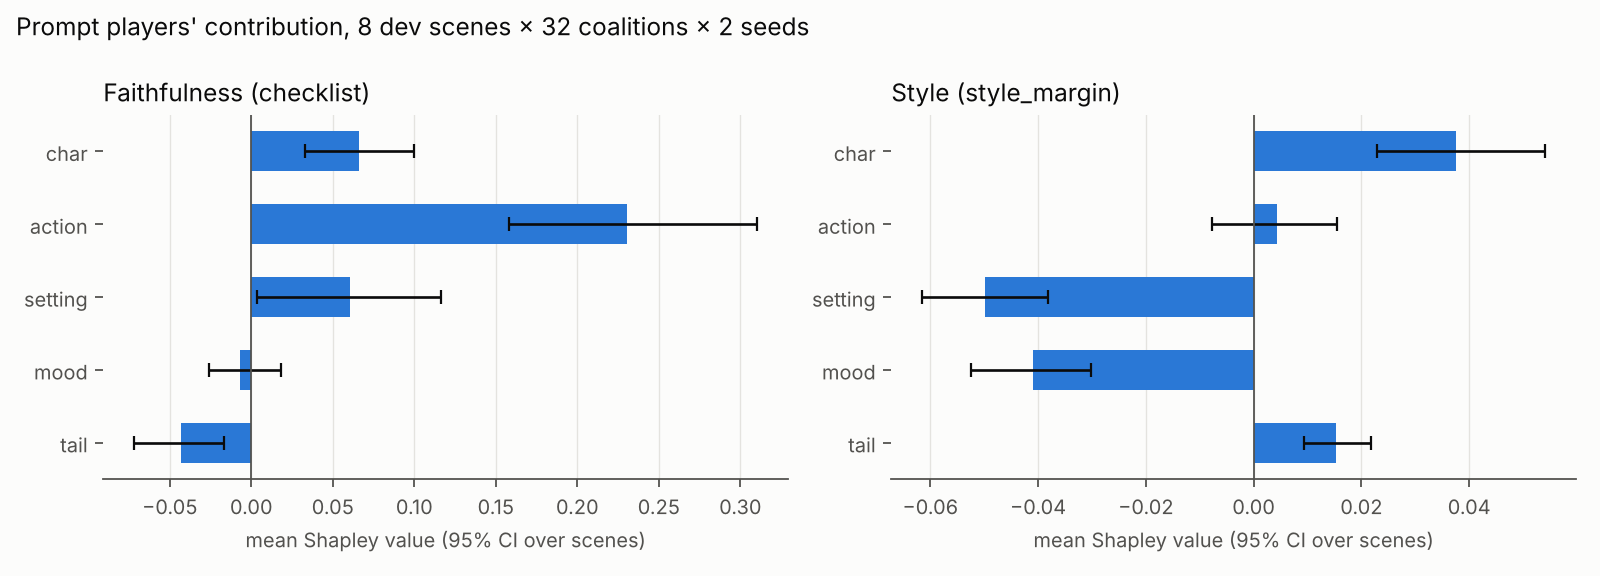 Prompt players' contribution, 8 dev scenes × 32 coalitions × 2 seeds
Faithfulness (checklist)
char
action
setting
mood
tail
−0.05 0.00 0.05 0.10 0.15 0.20 0.25 0.30
mean Shapley value (95% CI over scenes)
Style (style_margin)
char
action
setting
mood
tail
−0.06 −0.04 −0.02 0.00 0.02 0.04
mean Shapley value (95% CI over scenes)